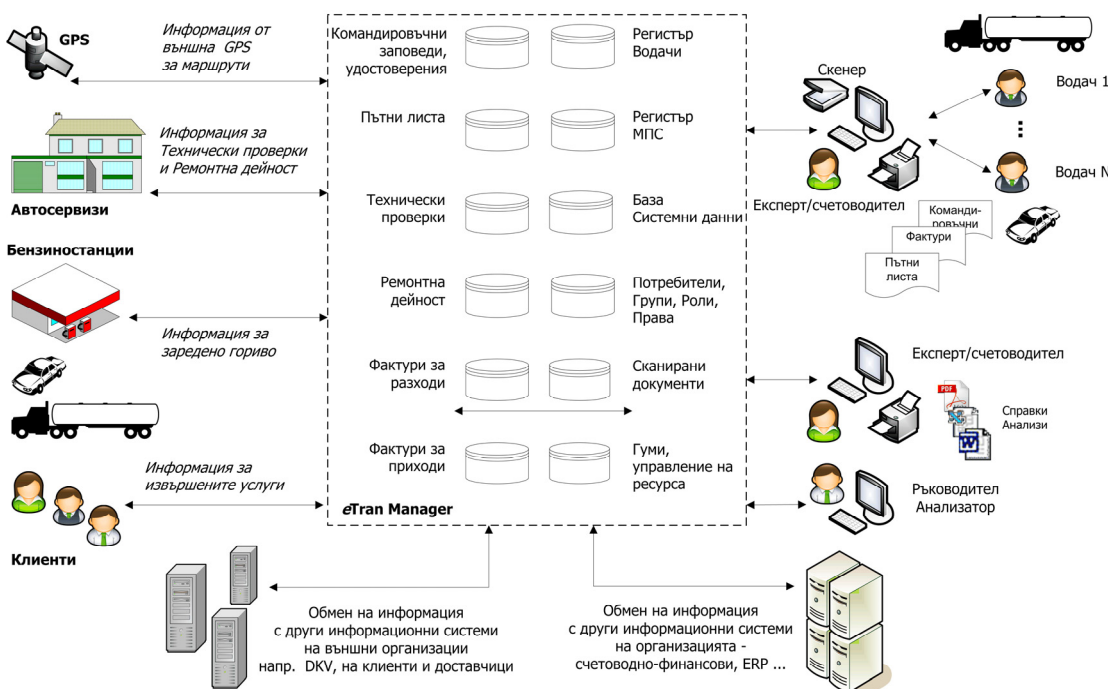 GPS
Информация от
външна GPS
за маршрути
Информация за
Технически проверки
и Ремонтна дейност
Автосервизи
Бензиностанции
Информация за
заредено гориво
Информация за
извършените услуги
Клиенти
Командировъчни
заповеди,
удостоверения
Регистър
Водачи
Пътни листа
Регистър
МПС
Технически
проверки
База
Системни данни
Ремонтна
дейност
Потребители,
Групи, Роли,
Права
Фактури за
разходи
Сканирани
документи
Фактури за
приходи
Гуми,
управление на
ресурса
eTran Manager
Скенер
Водач 1
Водач N
Експерт/счетоводител
Команди-
ровъчни
Фактури
Пътни
листа
Експерт/счетоводител
PDF
W
Справки
Анализи
Ръководител
Анализатор
Обмен на информация
с други информационни системи
на външни организации
напр. DKV, на клиенти и доставчици
Обмен на информация
с други информационни системи
на организацията -
счетоводно-финансови, ERP ...